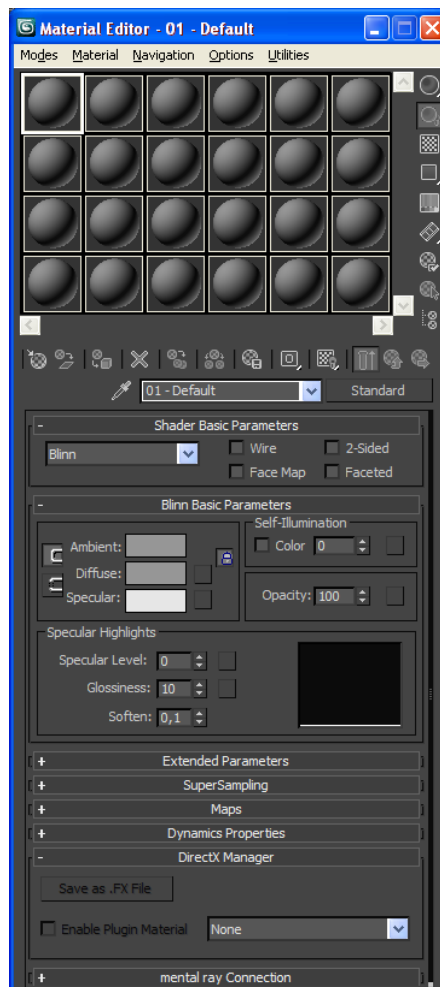 Material Editor - 01 - Default
Modes Material Navigation Options Utilities
01 - Default Standard
- Shader Basic Parameters
Blinn Wire 2-Sided
Face Map Faceted
- Blinn Basic Parameters
Self-Illumination
Ambient: Color 0
Diffuse:
Specular: Opacity: 100
Specular Highlights
Specular Level: 0
Glossiness: 10
Soften: 0,1
+ Extended Parameters
+ SuperSampling
+ Maps
+ Dynamics Properties
- DirectX Manager
Save as .FX File
Enable Plugin Material None
+ mental ray Connection